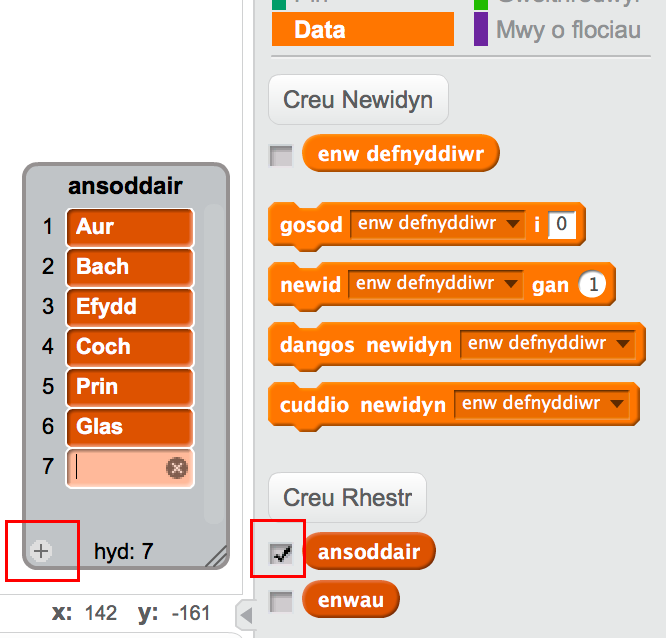 Data
Mwy o flociau
Creu Newidyn
enw defnyddiwr
gosod enw defnyddiwr i 0
newid enw defnyddiwr gan 1
dangos newidyn enw defnyddiwr
cuddio newidyn enw defnyddiwr
Creu Rhestr
ansoddair
enwau
ansoddair
1 Aur
2 Bach
3 Efydd
4 Coch
5 Prin
6 Glas
7
+ hyd: 7
x: 142 y: -161